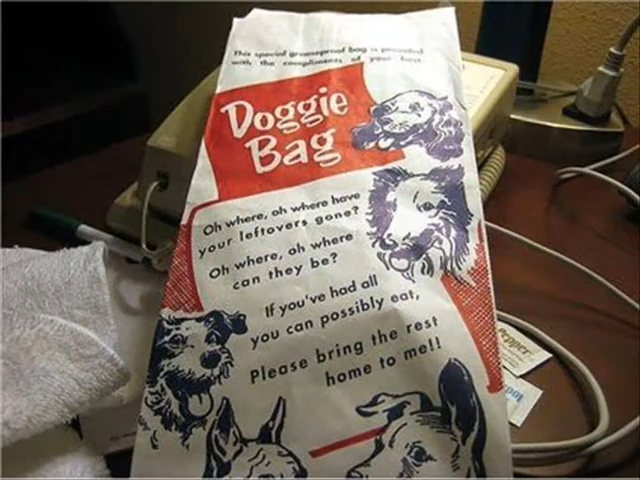 This special greaseproof bag is provided
with the compliments of your host.
Doggie
Bag
Oh where, oh where have
your leftovers gone?
Oh where, oh where
can they be?
If you've had all
you can possibly eat,
Please bring the rest
home to me!!
Pepper